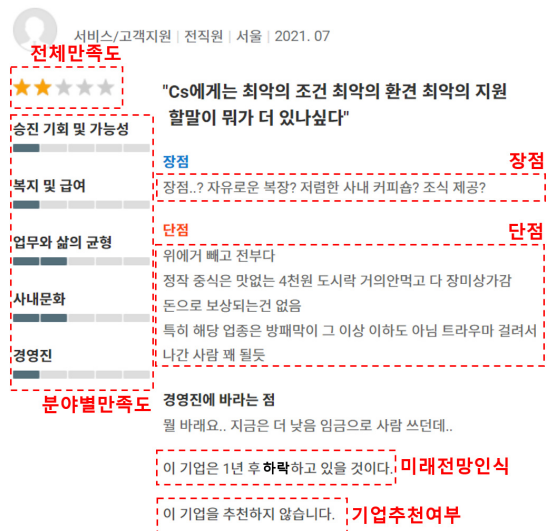 서비스/고객지원 | 전직원 | 서울 | 2021. 07
전체만족도
"Cs에게는 최악의 조건 최악의 환견 최악의 지원
할말이 뭐가 더 있나싶다"
승진 기회 및 가능성
복지 및 급여
업무와 삶의 균형
사내문화
경영진
분야별만족도
장점
장점
장점..? 자유로운 복장? 저렴한 사내 커피숍? 조식 제공?
단점
단점
위에거 빼고 전부다
정작 중식은 맛없는 4천원 도시락 거의안먹고 다 장미상가감
돈으로 보상되는건 없음
특히 해당 업종은 방패막이 그 이상 이하도 아님 트라우마 걸려서
나간 사람 꽤 될듯
경영진에 바라는 점
뭘 바래요.. 지금은 더 낮을 임금으로 사람 쓰던데..
이 기업은 1년 후 하락하고 있을 것이다.
미래전망인식
이 기업을 추천하지 않습니다.
기업추천여부